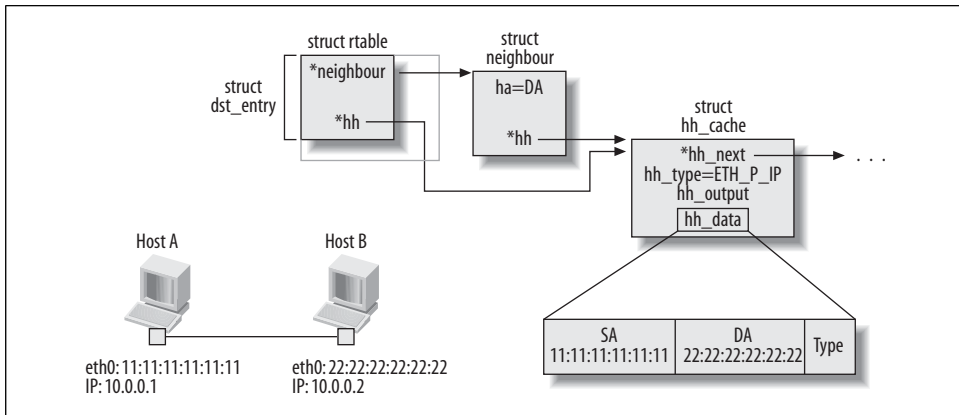 struct rtable
struct
dst_entry
*neighbour
*hh
struct
neighbour
ha=DA
*hh
struct
hh_cache
*hh_next
. . .
hh_type=ETH_P_IP
hh_output
hh_data
Host A
Host B
eth0: 11:11:11:11:11:11
IP: 10.0.0.1
eth0: 22:22:22:22:22:22
IP: 10.0.0.2
SA
11:11:11:11:11:11
DA
22:22:22:22:22:22
Type